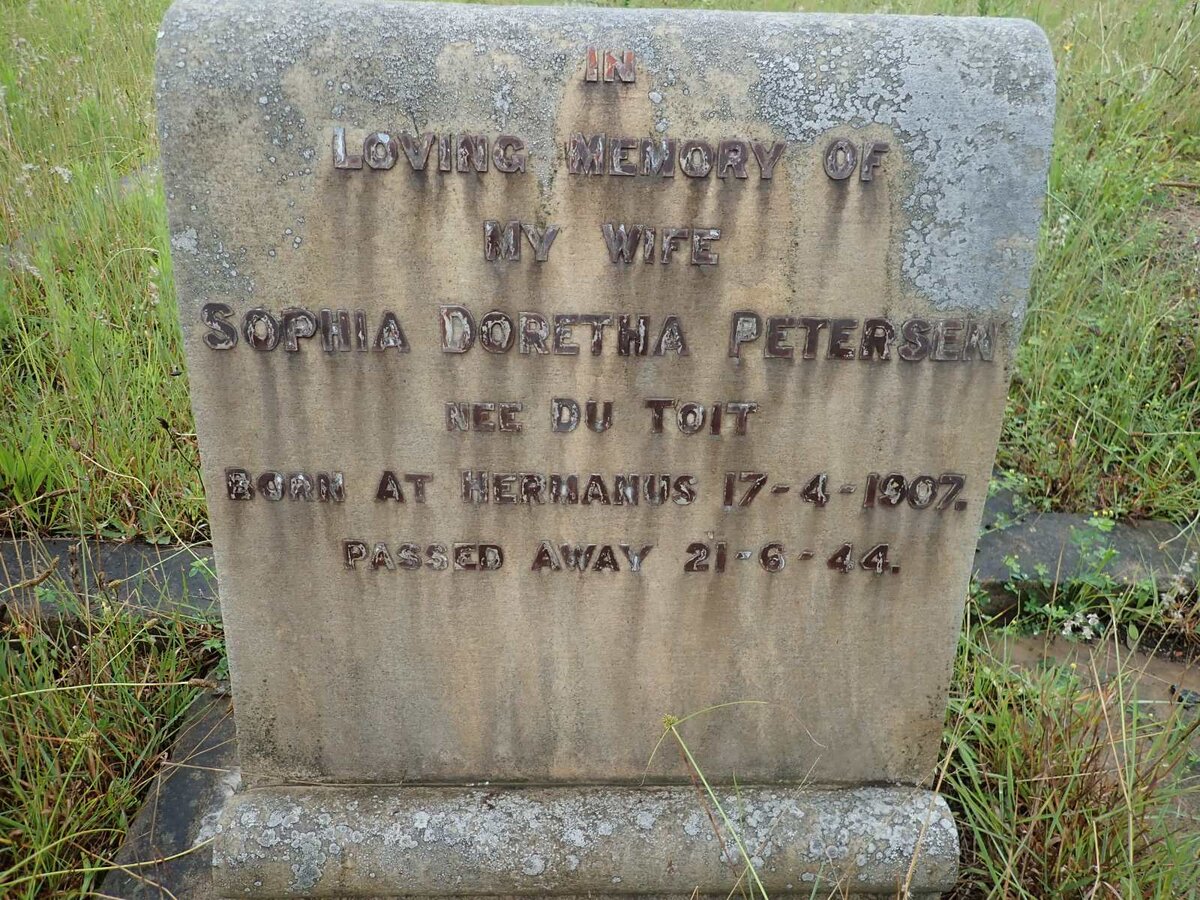 IN
LOVING MEMORY OF
MY WIFE
SOPHIA DORETHA PETERSEN
NEE DU TOIT
BORN AT HERMANUS 17-4-1907.
PASSED AWAY 21-6-44.